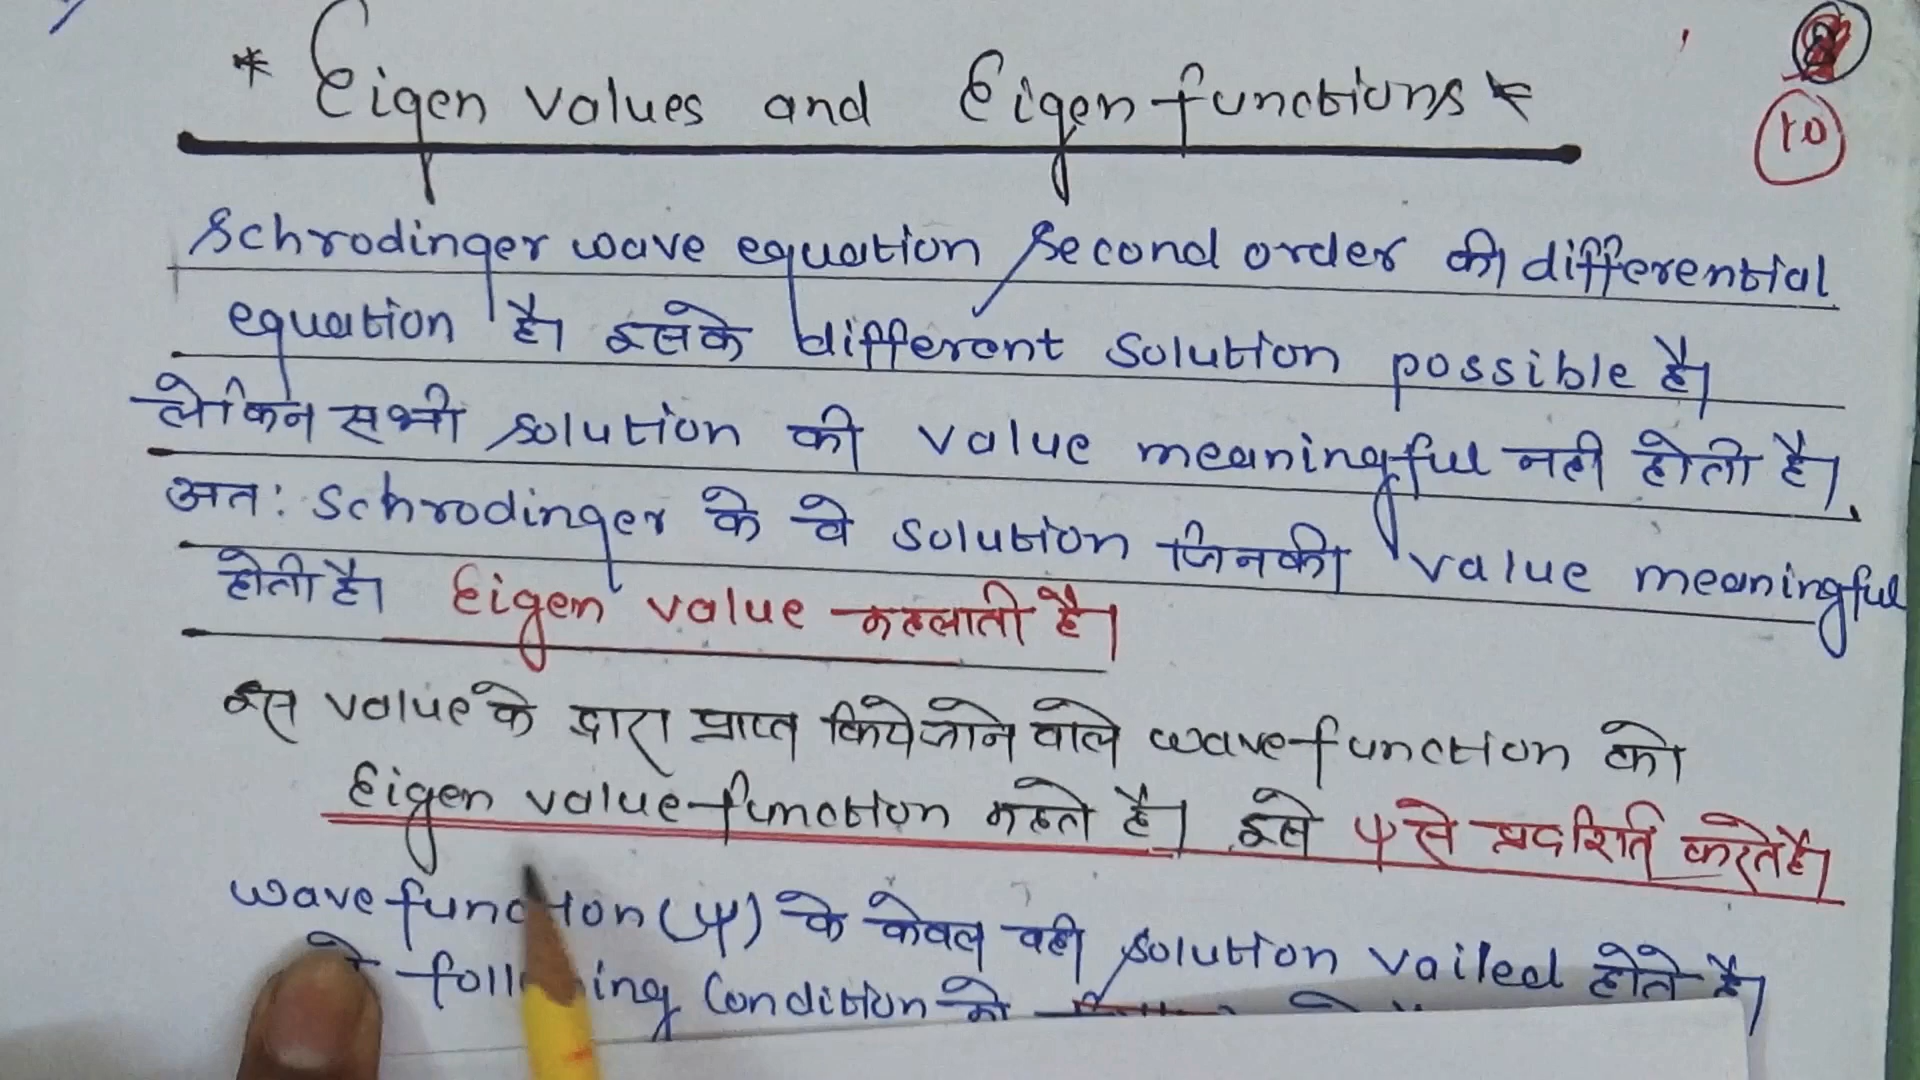 * Eigen values and Eigen functions *
10
Schrodinger wave equation second order की differential
equation है। इसके different solution possible है।
लेकिन सभी solution की value meaningful नही होती है।
अत: Schrodinger के वे solution जिनकी value meaningful
होती है। Eigen value कहलाती है।
इस value के द्वारा प्राप्त किये जाने वाले wave function को
Eigen value function कहते है। इसे ψ से प्रदर्शित करते है।
wave function (ψ) के केवल वही solution vailed होते है।
following condition को